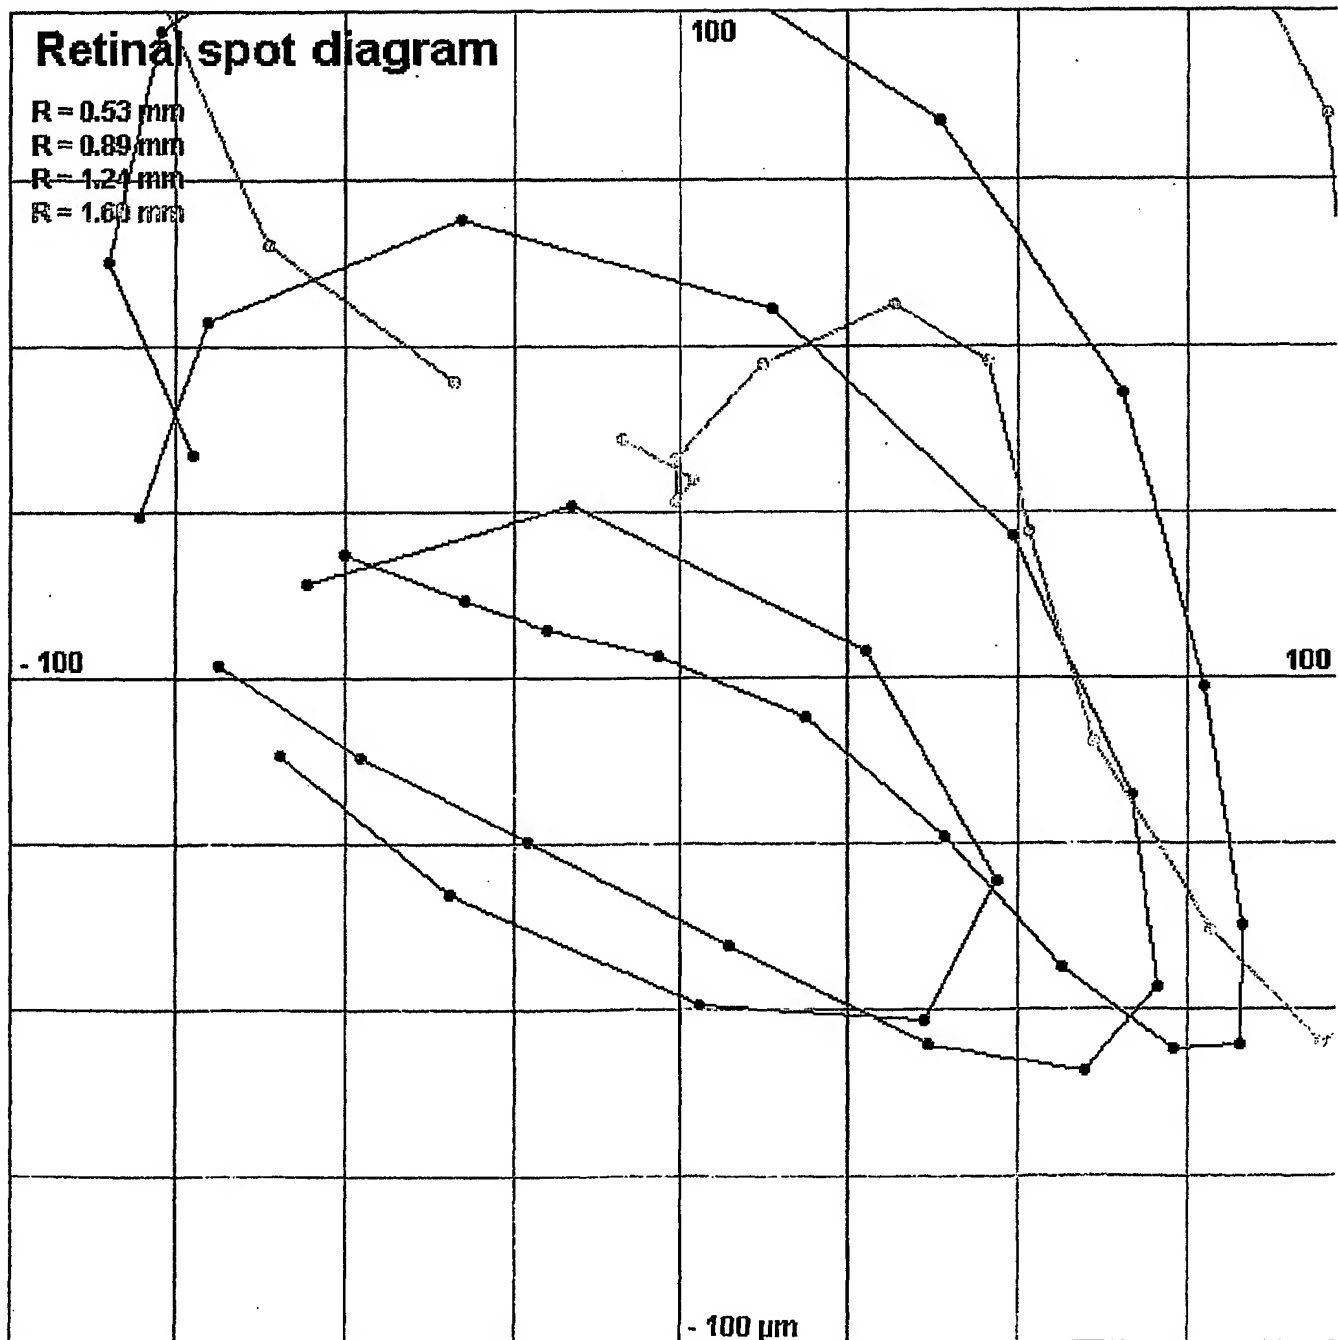 Retinal spot diagram
100
R = 0.53 mm
R = 0.89 mm
R = 1.24 mm
R = 1.60 mm
- 100
100
- 100 µm